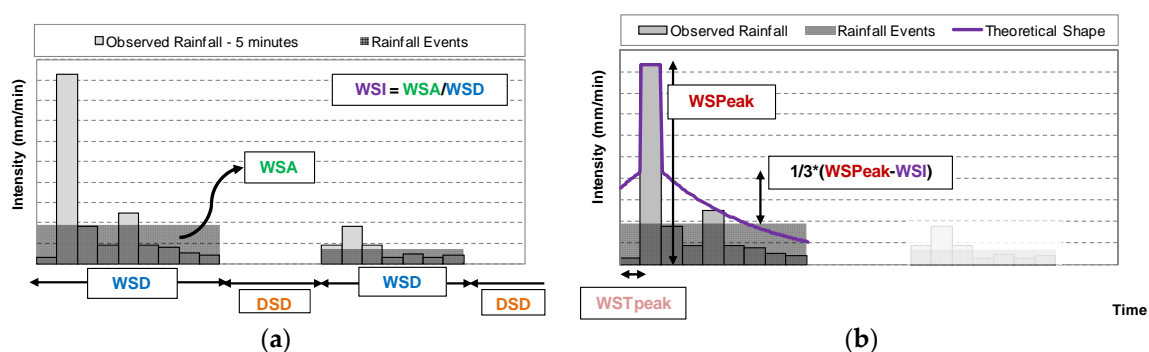 Observed Rainfall - 5 minutes
Rainfall Events
Intensity (mm/min)
WSI = WSA/WSD
WSA
WSD
DSD
WSD
DSD
(a)
Observed Rainfall
Rainfall Events
Theoretical Shape
Intensity (mm/min)
WSPeak
1/3*(WSPeak-WSI)
WSTpeak
Time
(b)